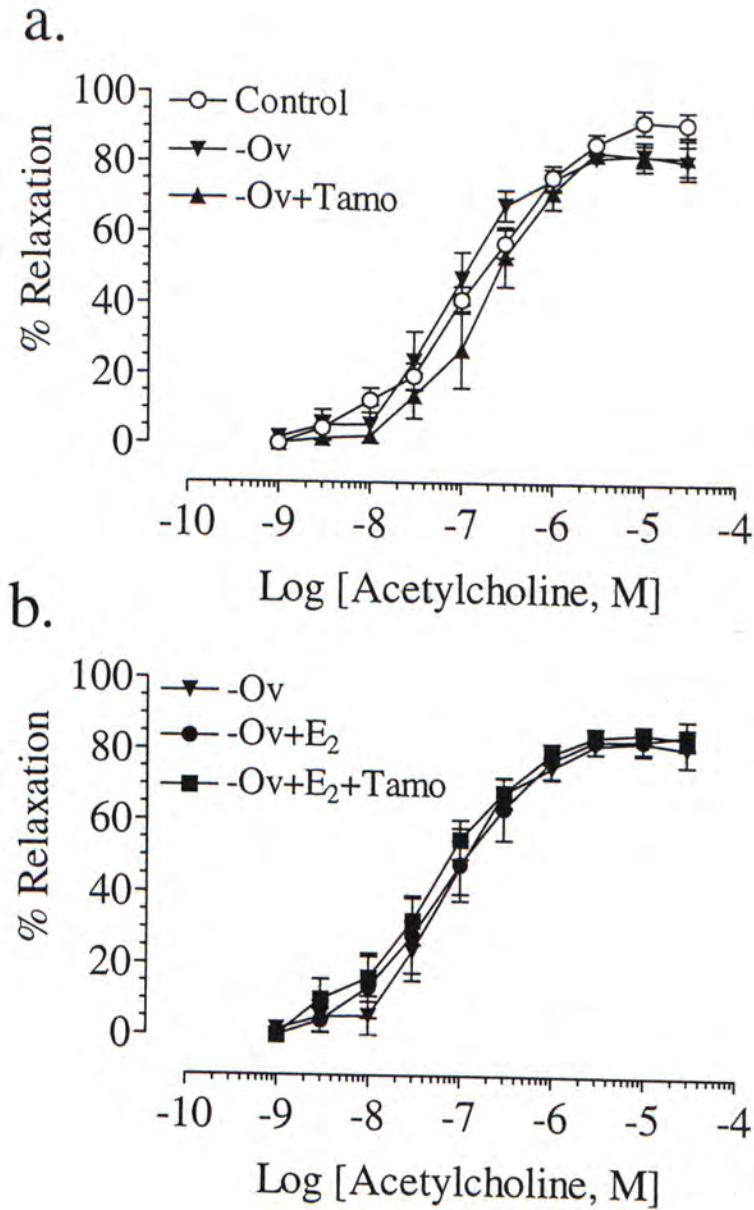 a.
100
80
60
40
20
0
% Relaxation
Control
-Ov
-Ov+Tamo
-10 -9 -8 -7 -6 -5 -4
Log [Acetylcholine, M]
b.
100
80
60
40
20
0
% Relaxation
-Ov
-Ov+E₂
-Ov+E₂+Tamo
-10 -9 -8 -7 -6 -5 -4
Log [Acetylcholine, M]